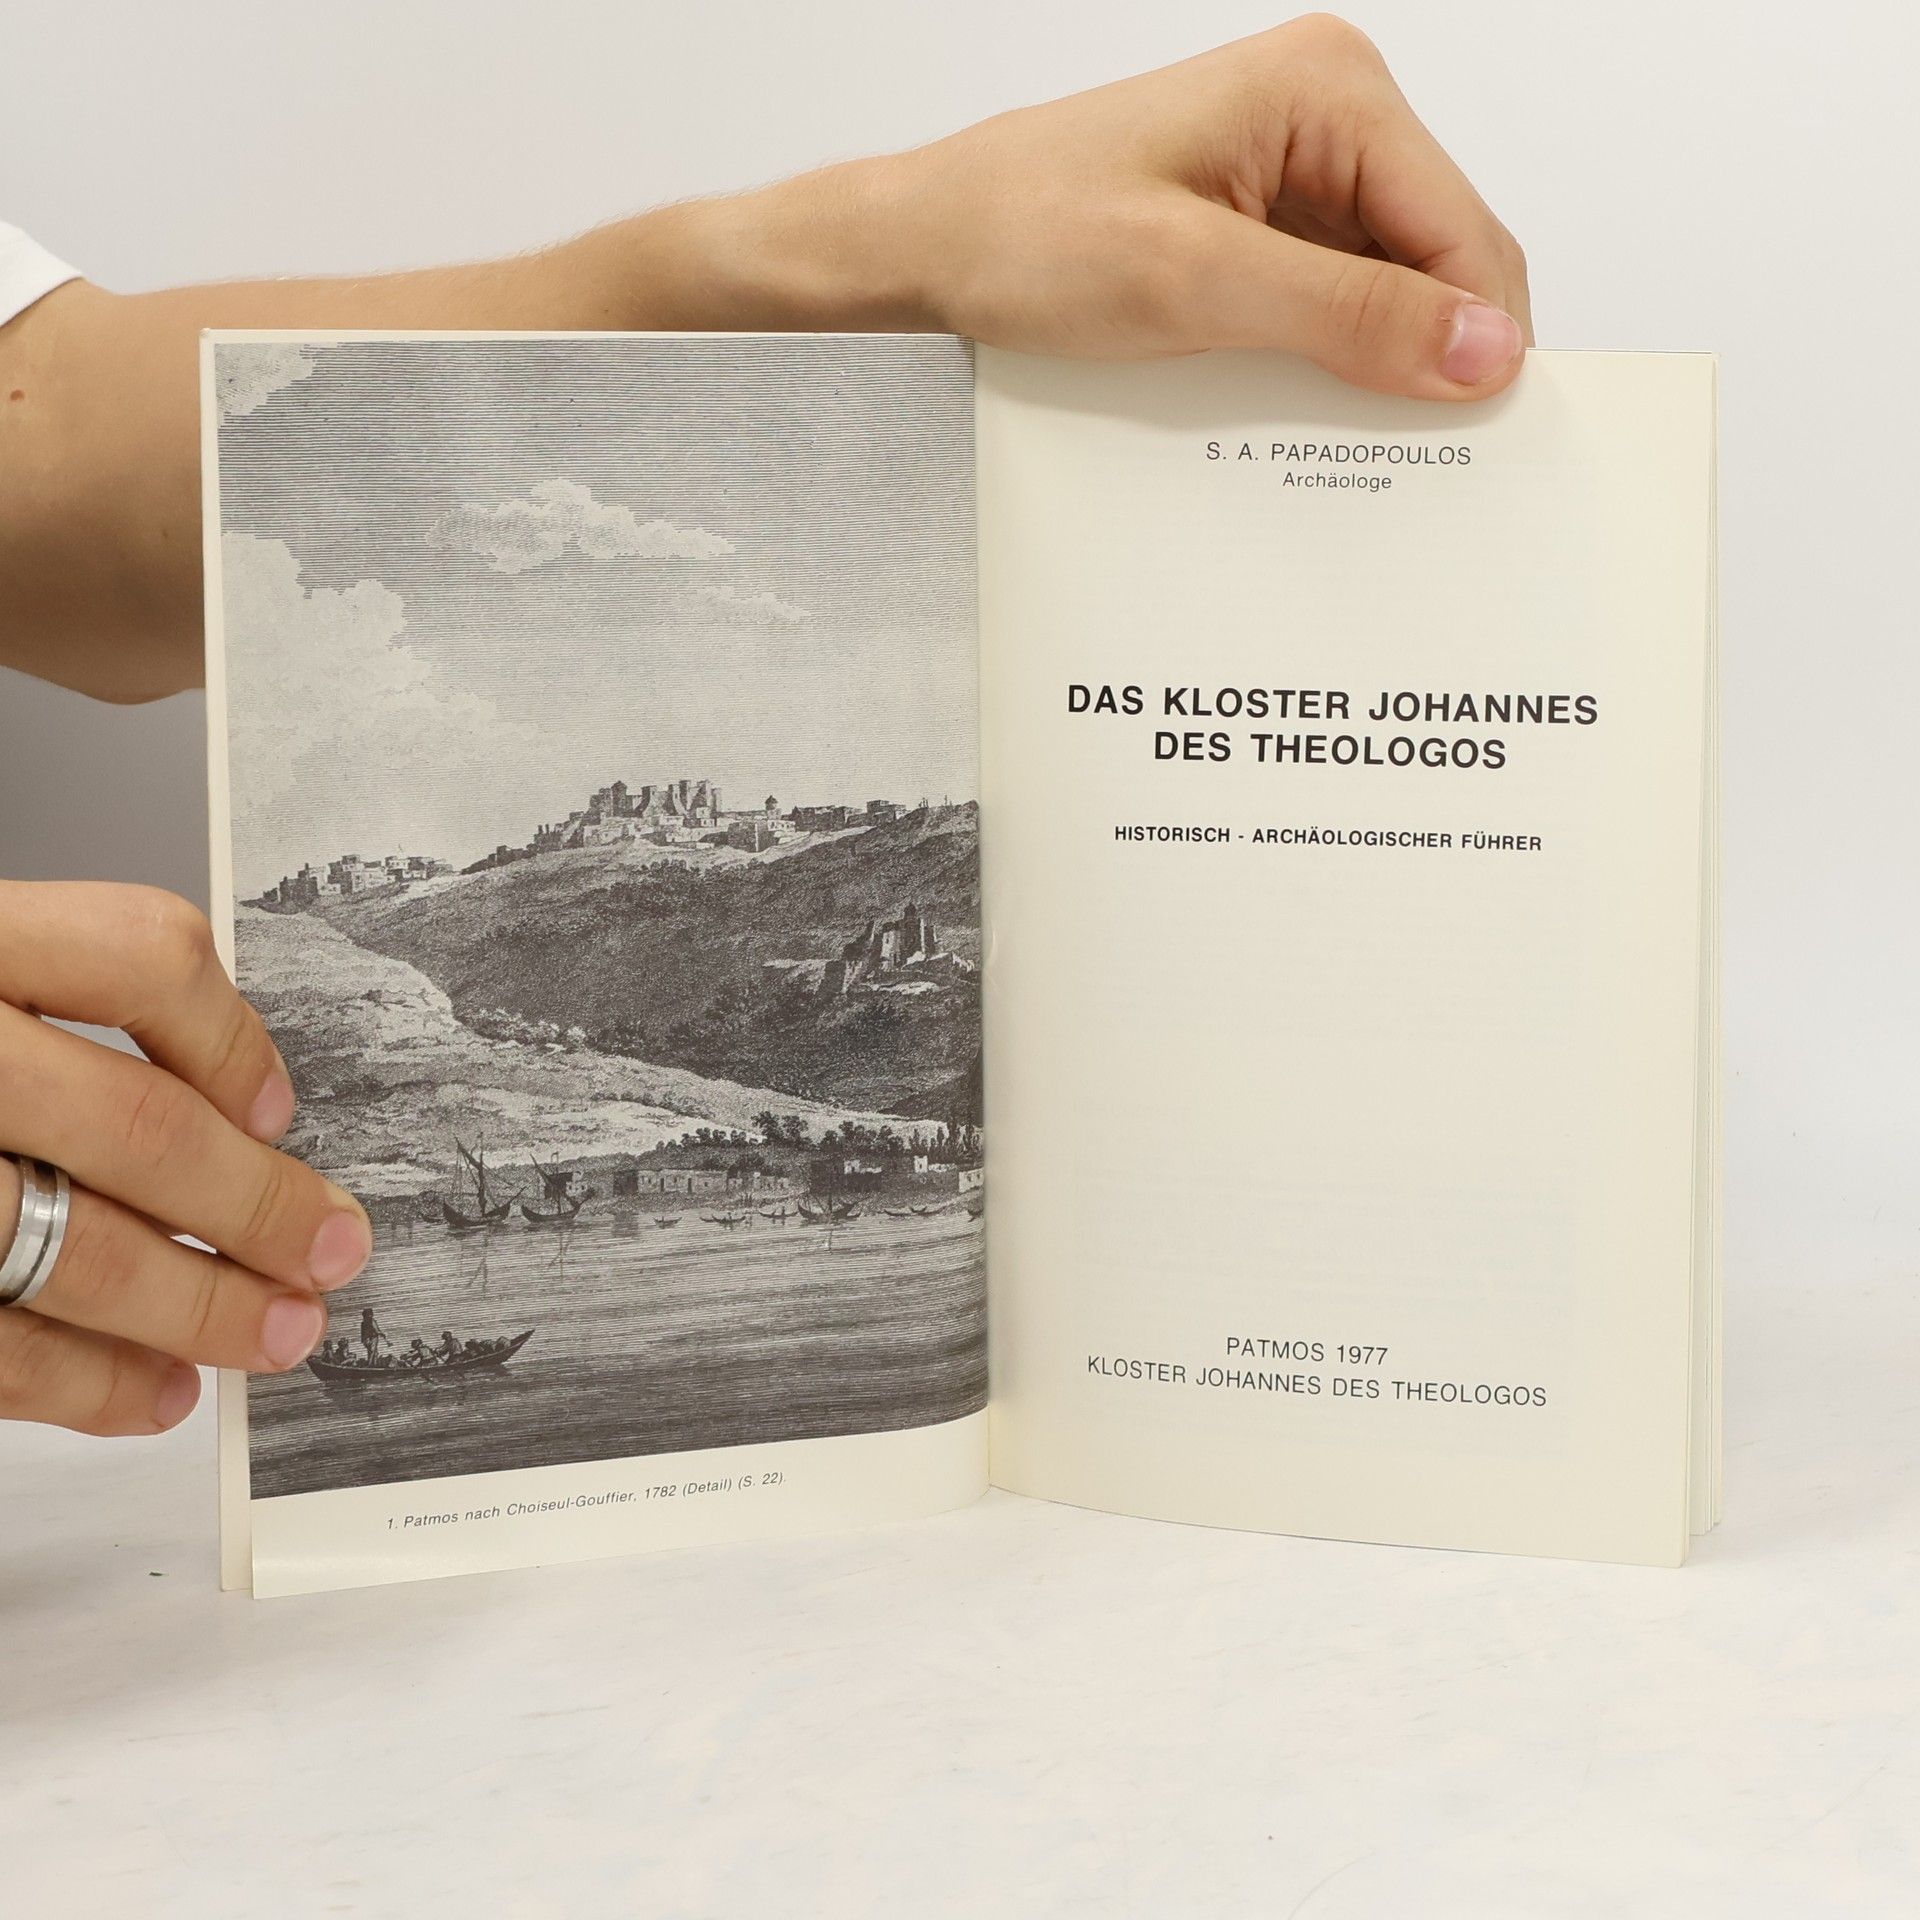 1. Patmos nach Choiseul-Gouffier, 1782 (Detail) (S. 22).
S. A. PAPADOPOULOS
Archäologe
DAS KLOSTER JOHANNES
DES THEOLOGOS
HISTORISCH - ARCHÄOLOGISCHER FÜHRER
PATMOS 1977
KLOSTER JOHANNES DES THEOLOGOS